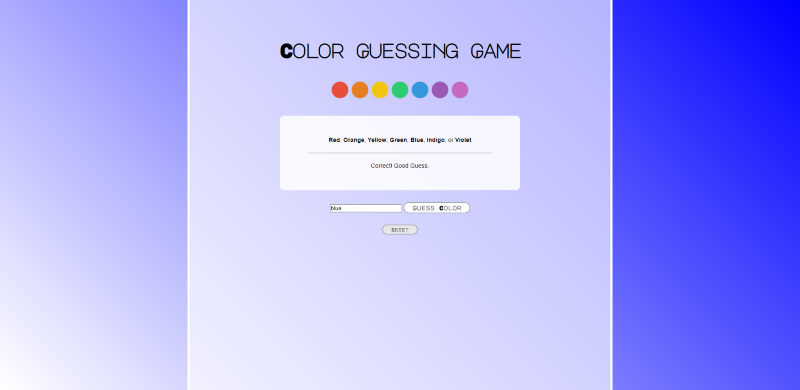 Color Guessing Game
Red, Orange, Yellow, Green, Blue, Indigo, or Violet
Correct! Good Guess.
blue
Guess Color
Reset